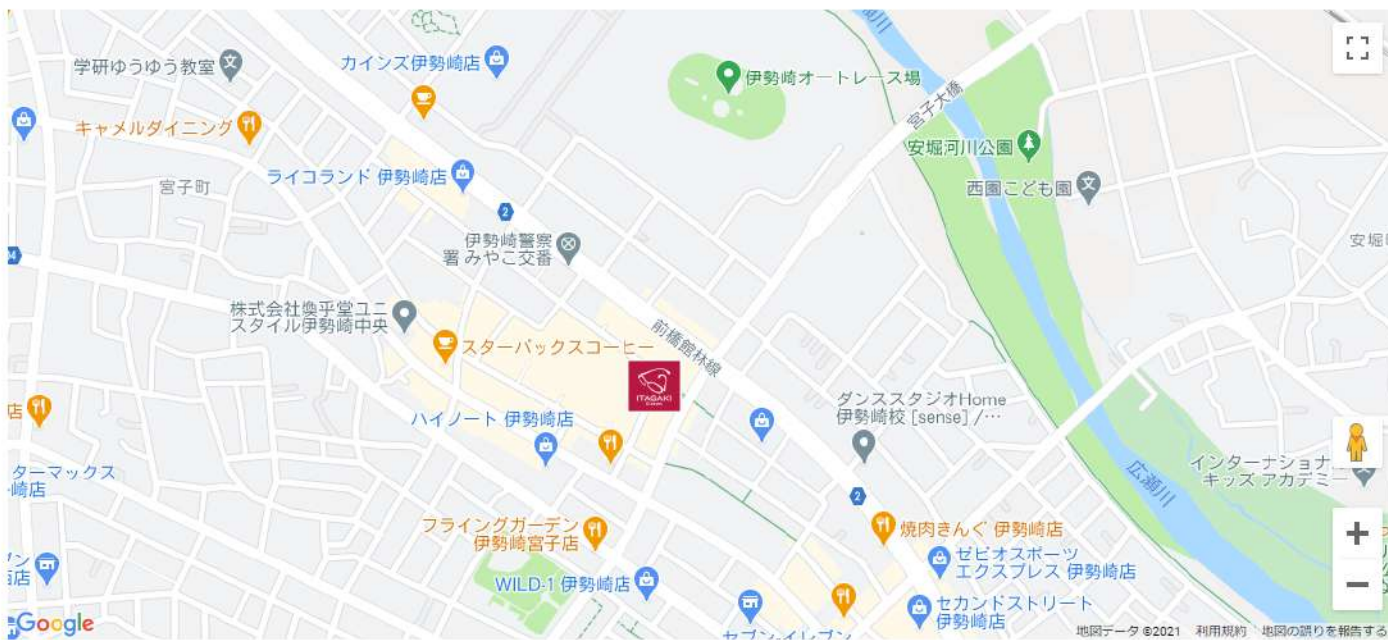 カインズ伊勢崎店
学研ゆうゆう教室
伊勢崎オートレース場
宮子大橋
キャメルダイニング
安堀河川公園
ライコランド 伊勢崎店
宮子町
西園こども園
2
伊勢崎警察
署 みやこ交番
安堀
株式会社煥乎堂ユニ
スタイル伊勢崎中央
前橋館林線
スターバックスコーヒー
ITAGAKI
ダンススタジオHome
伊勢崎校 [sense] /…
ハイノート 伊勢崎店
店
ターマックス
崎店
広瀬川
インターナショナ
キッズ アカデミー
2
フライングガーデン
伊勢崎宮子店
焼肉きんぐ 伊勢崎店
ゼビオスポーツ
エクスプレス 伊勢崎店
WILD-1 伊勢崎店
セカンドストリート
伊勢崎店
セブン-イレブン
Google
地図データ ©2021 利用規約 地図の誤りを報告する